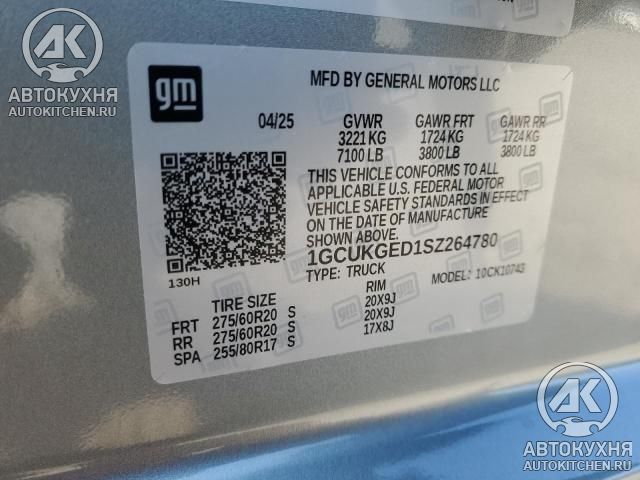 gm
MFD BY GENERAL MOTORS LLC
04/25 GVWR GAWR FRT GAWR RR
3221 KG 1724 KG 1724 KG
7100 LB 3800 LB 3800 LB
THIS VEHICLE CONFORMS TO ALL
APPLICABLE U.S. FEDERAL MOTOR
VEHICLE SAFETY STANDARDS IN EFFECT
ON THE DATE OF MANUFACTURE
SHOWN ABOVE.
1GCUKGED1SZ264780
130H
TYPE: TRUCK MODEL: 10CK10743
TIRE SIZE RIM
FRT 275/60R20 S 20X9J
RR 275/60R20 S 20X9J
SPA 255/80R17 S 17X8J
АК
АВТОКУХНЯ
AUTOKITCHEN.RU
АК
АВТОКУХНЯ
AUTOKITCHEN.RU